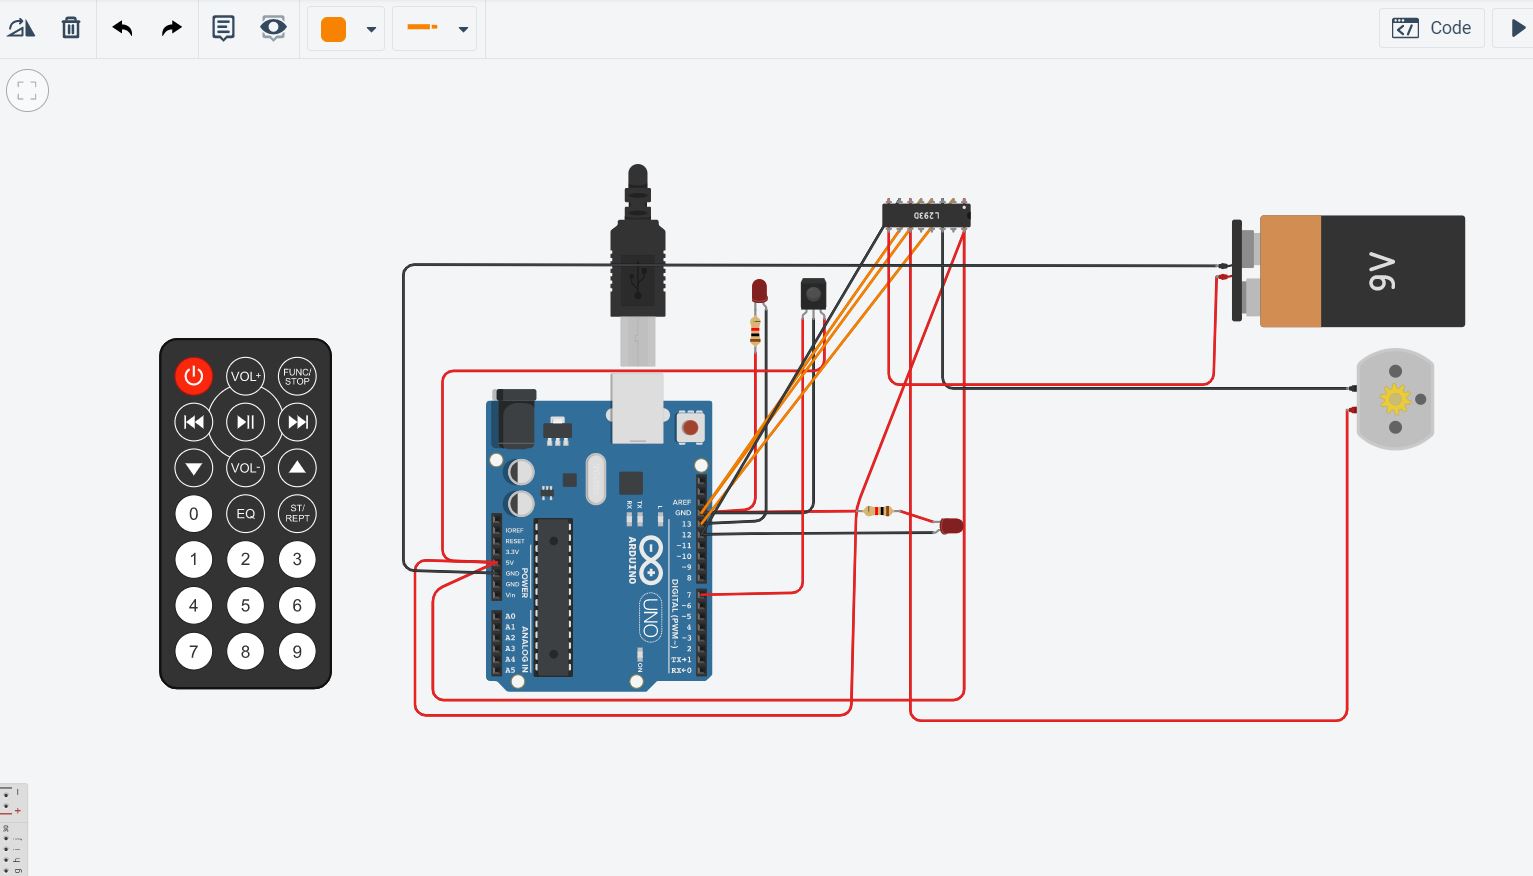 Code
L293D
9V
VOL+
FUNC/
STOP
VOL-
0
EQ
ST/
REPT
1
2
3
4
5
6
7
8
9
RX
TX
L
AREF
GND
13
12
~11
~10
~9
8
7
~6
~5
4
~3
2
TX→1
RX←0
DIGITAL (PWM~)
ARDUINO
UNO
ON
IOREF
RESET
3.3V
5V
GND
GND
Vin
POWER
A0
A1
A2
A3
A4
A5
ANALOG IN
30
j
i
h
g